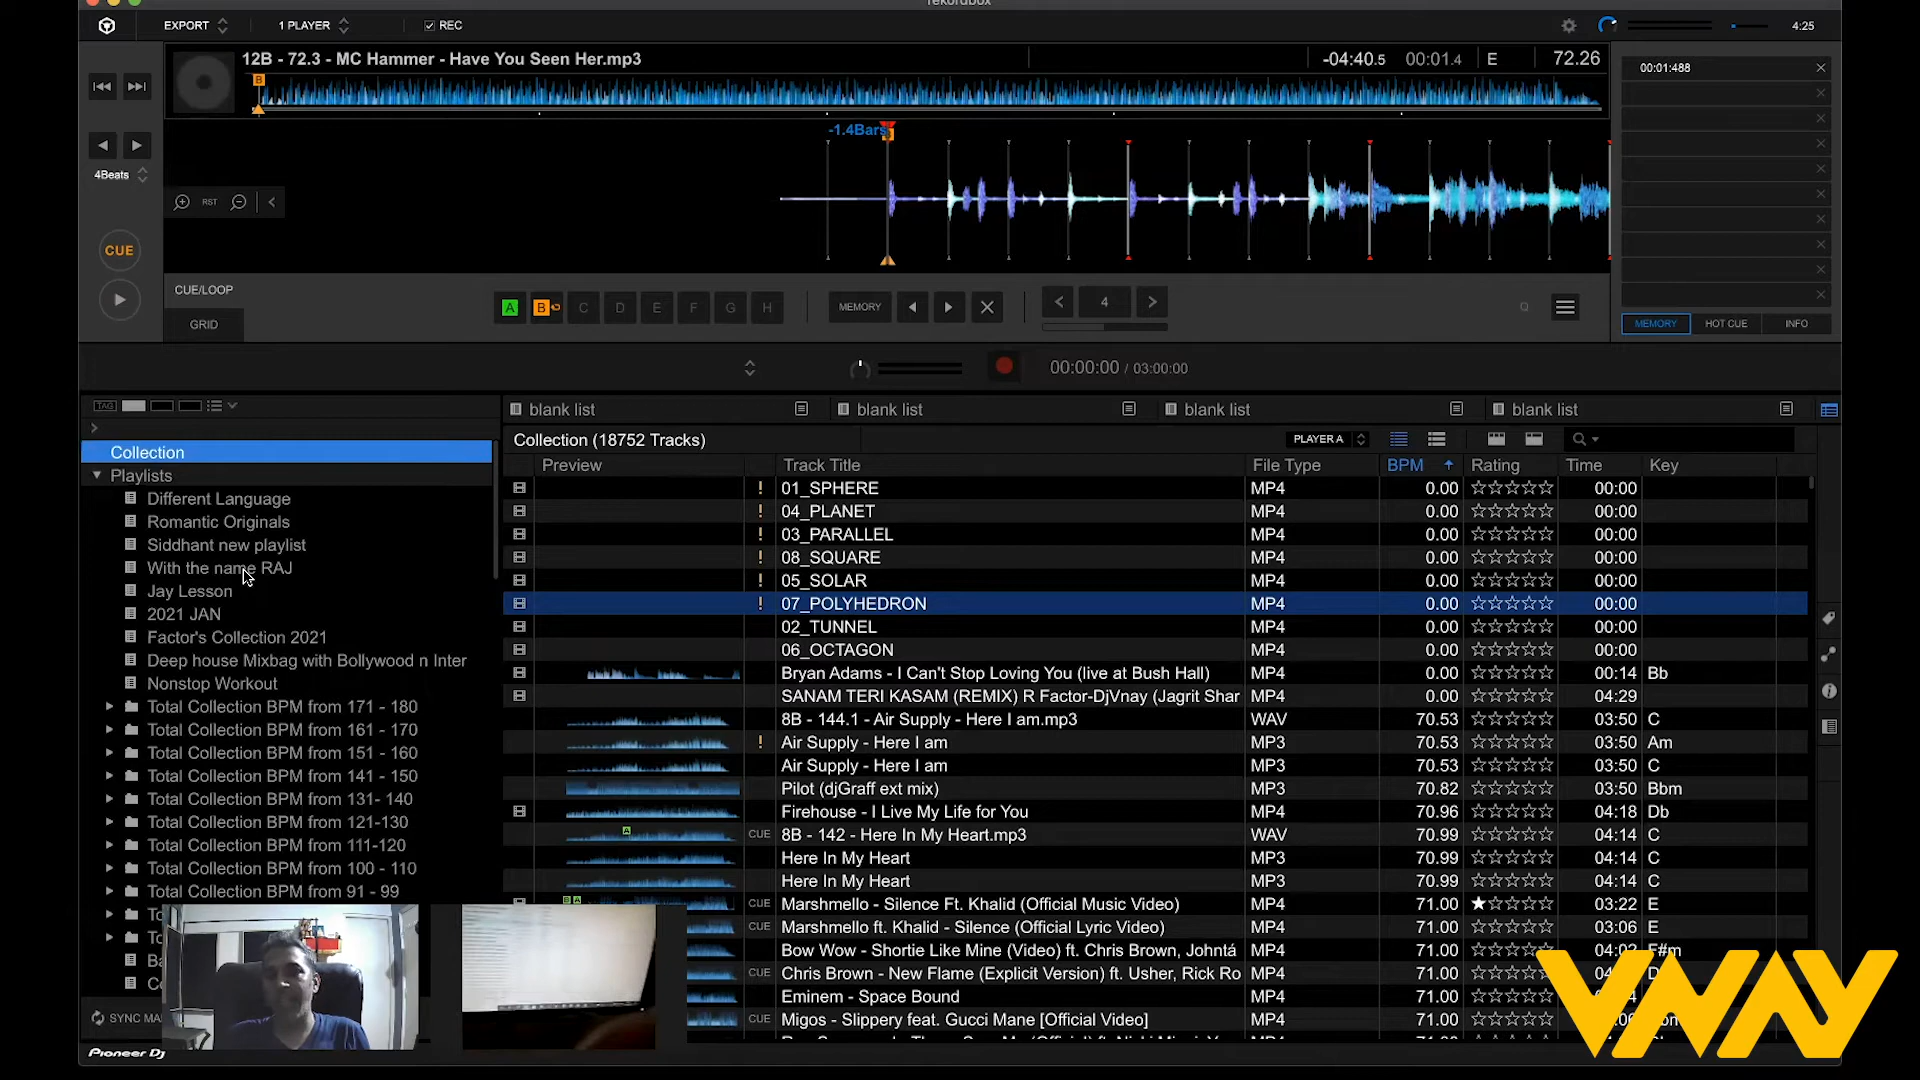 rekordbox
EXPORT
1 PLAYER
REC
4:25
12B - 72.3 - MC Hammer - Have You Seen Her.mp3
-04:40.5
00:01.4
E
72.26
00:01:488
B
-1.4Bars
4Beats
RST
CUE
CUE/LOOP
GRID
A
B
C
D
E
F
G
H
MEMORY
4
Q
MEMORY
HOT CUE
INFO
00:00:00 / 03:00:00
TAG
blank list
blank list
blank list
blank list
Collection (18752 Tracks)
PLAYER A
Preview
Track Title
File Type
BPM
Rating
Time
Key
Collection
Playlists
Different Language
Romantic Originals
Siddhant new playlist
With the name RAJ
Jay Lesson
2021 JAN
Factor's Collection 2021
Deep house Mixbag with Bollywood n Inter
Nonstop Workout
Total Collection BPM from 171 - 180
Total Collection BPM from 161 - 170
Total Collection BPM from 151 - 160
Total Collection BPM from 141 - 150
Total Collection BPM from 131- 140
Total Collection BPM from 121-130
Total Collection BPM from 111-120
Total Collection BPM from 100 - 110
Total Collection BPM from 91 - 99
! 01_SPHERE MP4 0.00 00:00
! 04_PLANET MP4 0.00 00:00
! 03_PARALLEL MP4 0.00 00:00
! 08_SQUARE MP4 0.00 00:00
! 05_SOLAR MP4 0.00 00:00
! 07_POLYHEDRON MP4 0.00 00:00
02_TUNNEL MP4 0.00 00:00
06_OCTAGON MP4 0.00 00:00
Bryan Adams - I Can't Stop Loving You (live at Bush Hall) MP4 0.00 00:14 Bb
SANAM TERI KASAM (REMIX) R Factor-DjVnay (Jagrit Shar MP4 0.00 04:29
8B - 144.1 - Air Supply - Here I am.mp3 WAV 70.53 03:50 C
! Air Supply - Here I am MP3 70.53 03:50 Am
Air Supply - Here I am MP3 70.53 03:50 C
Pilot (djGraff ext mix) MP3 70.82 03:50 Bbm
Firehouse - I Live My Life for You MP4 70.96 04:18 Db
A CUE 8B - 142 - Here In My Heart.mp3 WAV 70.99 04:14 C
Here In My Heart MP3 70.99 04:14 C
Here In My Heart MP3 70.99 04:14 C
CUE Marshmello - Silence Ft. Khalid (Official Music Video) MP4 71.00 03:22 E
CUE Marshmello ft. Khalid - Silence (Official Lyric Video) MP4 71.00 03:06 E
Bow Wow - Shortie Like Mine (Video) ft. Chris Brown, Johntá MP4 71.00 04:02 F#m
CUE Chris Brown - New Flame (Explicit Version) ft. Usher, Rick Ro MP4 71.00
Eminem - Space Bound MP4 71.00
CUE Migos - Slippery feat. Gucci Mane [Official Video] MP4 71.00
SYNC MA
Pioneer Dj
VNAY